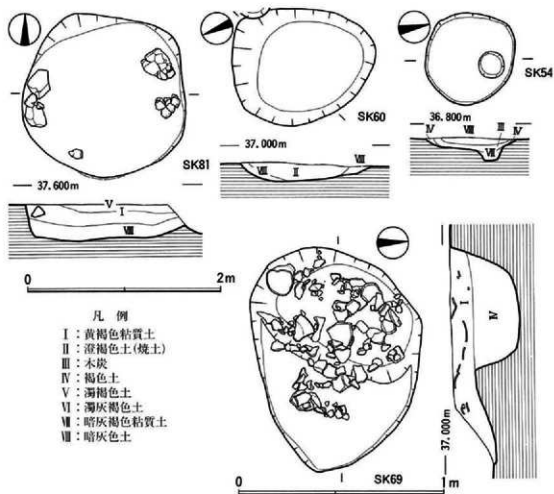 SK81
37.600m
V
I
Ⅷ
0 2m
SK60
37.000m
Ⅷ Ⅱ Ⅷ
SK54
36.800m
Ⅳ Ⅷ Ⅲ Ⅳ
Ⅶ
凡 例
Ⅰ：黄褐色粘質土
Ⅱ：澄褐色土(焼土)
Ⅲ：木炭
Ⅳ：褐色土
Ⅴ：濁褐色土
Ⅵ：濁灰褐色土
Ⅶ：暗灰褐色粘質土
Ⅷ：暗灰色土
I
Ⅳ
37.000m
SK69
0 1m